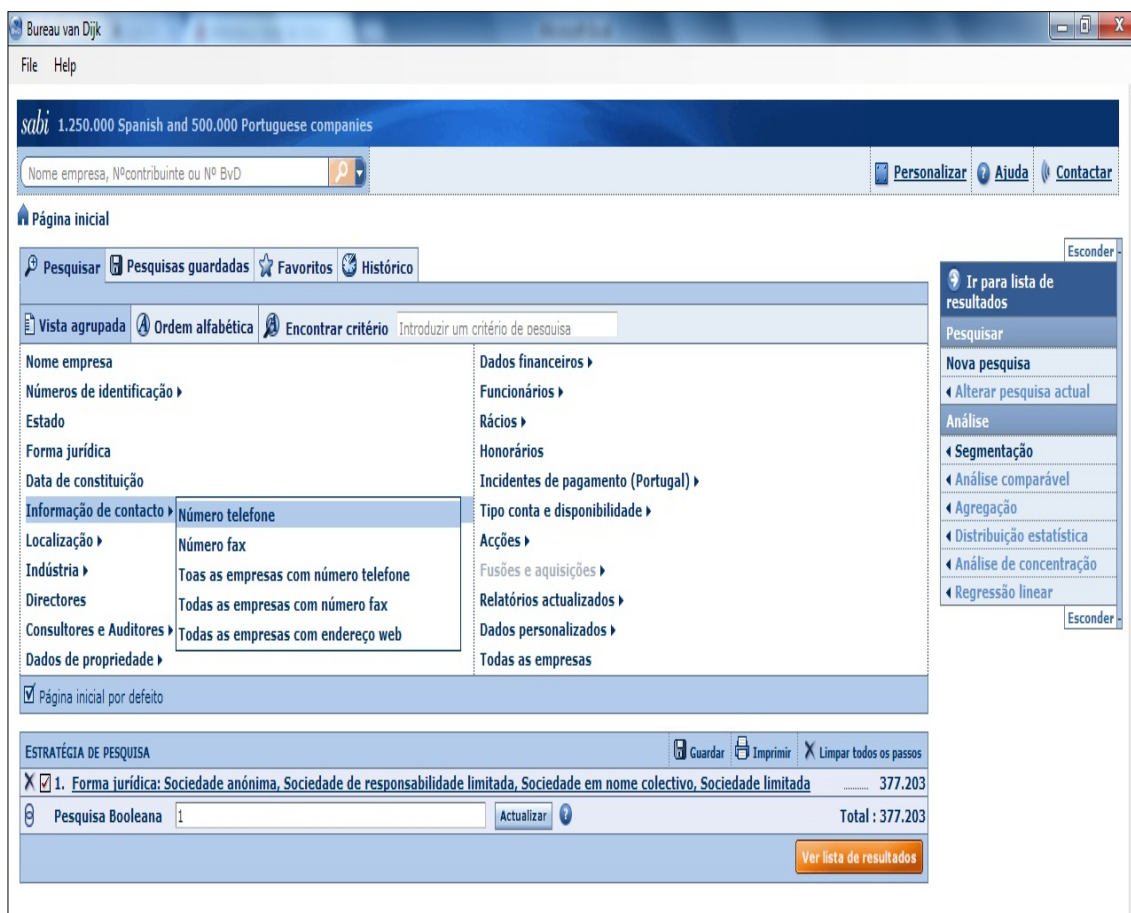 Bureau van Dijk
File Help
sabi 1.250.000 Spanish and 500.000 Portuguese companies
Nome empresa, Nºcontribuinte ou Nº BvD
Personalizar Ajuda Contactar
Página inicial
Pesquisar Pesquisas guardadas Favoritos Histórico
Vista agrupada Ordem alfabética Encontrar critério Introduzir um critério de pesquisa
Nome empresa
Números de identificação
Estado
Forma jurídica
Data de constituição
Informação de contacto
Localização
Indústria
Directores
Consultores e Auditores
Dados de propriedade
Número telefone
Número fax
Toas as empresas com número telefone
Todas as empresas com número fax
Todas as empresas com endereço web
Dados financeiros
Funcionários
Rácios
Honorários
Incidentes de pagamento (Portugal)
Tipo conta e disponibilidade
Acções
Fusões e aquisições
Relatórios actualizados
Dados personalizados
Todas as empresas
Página inicial por defeito
Esconder -
Ir para lista de
resultados
Pesquisar
Nova pesquisa
Alterar pesquisa actual
Análise
Segmentação
Análise comparável
Agregação
Distribuição estatística
Análise de concentração
Regressão linear
Esconder -
ESTRATÉGIA DE PESQUISA Guardar Imprimir Limpar todos os passos
1. Forma jurídica: Sociedade anónima, Sociedade de responsabilidade limitada, Sociedade em nome colectivo, Sociedade limitada ........... 377.203
Pesquisa Booleana 1 Actualizar Total : 377.203
Ver lista de resultados